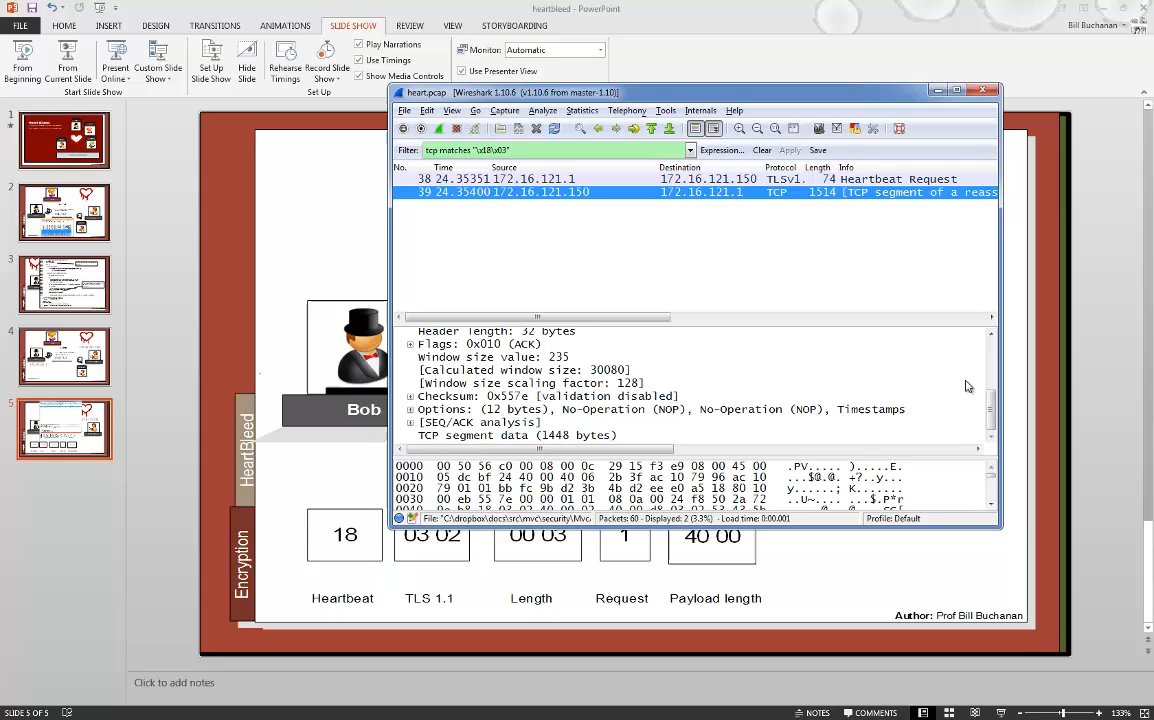 heartbleed - PowerPoint
FILE HOME INSERT DESIGN TRANSITIONS ANIMATIONS SLIDE SHOW REVIEW VIEW STORYBOARDING Bill Buchanan
From Beginning
From Current Slide
Present Online
Custom Slide Show
Set Up Slide Show
Hide Slide
Rehearse Timings
Record Slide Show
Play Narrations
Use Timings
Show Media Controls
Monitor: Automatic
Use Presenter View
Start Slide Show
Set Up
heart.pcap [Wireshark 1.10.6 (v1.10.6 from master-1.10)]
File Edit View Go Capture Analyze Statistics Telephony Tools Internals Help
Filter: tcp matches "\x18\x03" Expression... Clear Apply Save
No. Time Source Destination Protocol Length Info
38 24.35351 172.16.121.1 172.16.121.150 TLSv1. 74 Heartbeat Request
39 24.35400 172.16.121.150 172.16.121.1 TCP 1514 [TCP segment of a reass
Header length: 32 bytes
Flags: 0x010 (ACK)
Window size value: 235
[Calculated window size: 30080]
[Window size scaling factor: 128]
Checksum: 0x557e [validation disabled]
Options: (12 bytes), No-Operation (NOP), No-Operation (NOP), Timestamps
[SEQ/ACK analysis]
TCP segment data (1448 bytes)
0000 00 50 56 c0 00 08 00 0c 29 15 f3 e9 08 00 45 00 .PV..... ).....E.
0010 05 dc bf 24 40 00 40 06 2b 3f ac 10 79 96 ac 10 ...$@.@. +?..y...
0020 79 01 01 bb fc 9b d2 3b 4b d2 ee e0 a5 18 80 10 y......; K.......
0030 00 eb 55 7e 00 00 01 01 08 0a 00 24 f8 50 2a 72 ..U~.... ...$.P*r
File: "C:\dropbox\docs\src\mvc\security\Mvc. Packets: 60 - Displayed: 2 (3.3%) - Load time: 0:00.001 Profile: Default
1
2
3
4
5
Bob
HeartBleed
Encryption
18 03 02 00 03 1 40 00
Heartbeat TLS 1.1 Length Request Payload length
Author: Prof Bill Buchanan
Click to add notes
SLIDE 5 OF 5 NOTES COMMENTS 133%